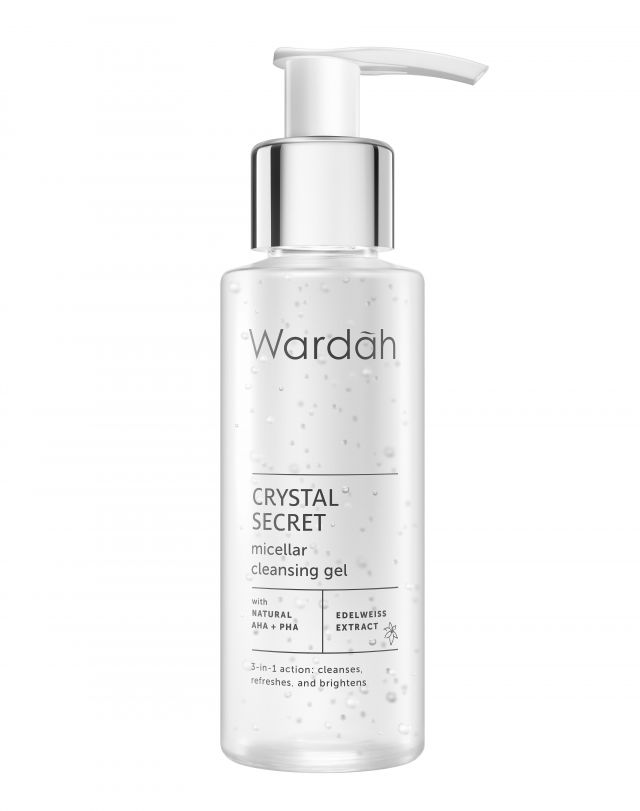 Wardāh
CRYSTAL
SECRET
micellar
cleansing gel
with
NATURAL
AHA + PHA
EDELWEISS
EXTRACT
3-in-1 action: cleanses,
refreshes, and brightens